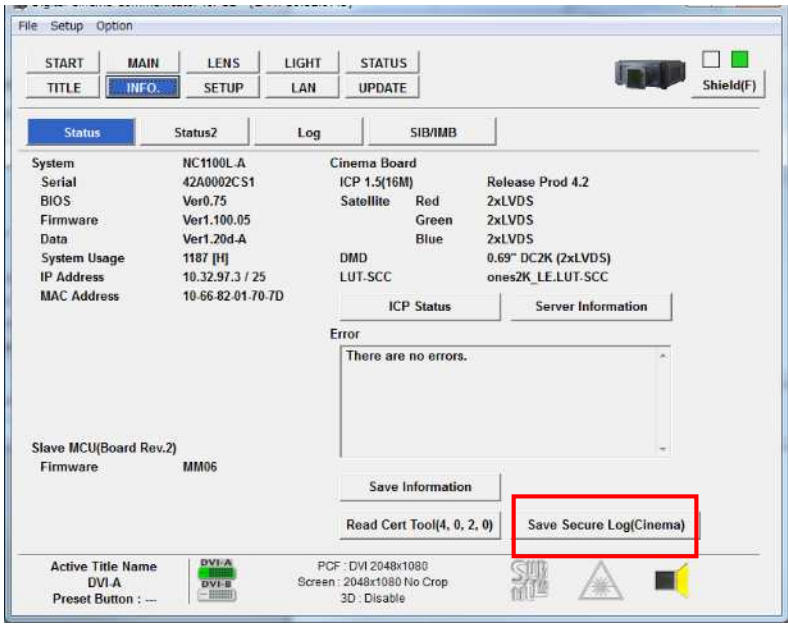 File Setup Option
START MAIN LENS LIGHT STATUS
TITLE INFO. SETUP LAN UPDATE Shield(F)
Status Status2 Log SIB/IMB
System NC1100L-A Cinema Board
Serial 42A0002CS1 ICP 1.5(16M) Release Prod 4.2
BIOS Ver0.75 Satellite Red 2xLVDS
Firmware Ver1.100.05 Green 2xLVDS
Data Ver1.20d-A Blue 2xLVDS
System Usage 1187 [H] DMD 0.69" DC2K (2xLVDS)
IP Address 10.32.97.3 / 25 LUT-SCC ones2K_LE.LUT-SCC
MAC Address 10-66-82-01-70-7D
ICP Status Server Information
Error
There are no errors.
Slave MCU(Board Rev.2)
Firmware MM06
Save Information
Read Cert Tool(4, 0, 2, 0) Save Secure Log(Cinema)
Active Title Name DVI-A PCF : DVI 2048x1080
DVI-A DVI-B Screen : 2048x1080 No Crop
Preset Button : --- 3D : Disable
SUB
MTL